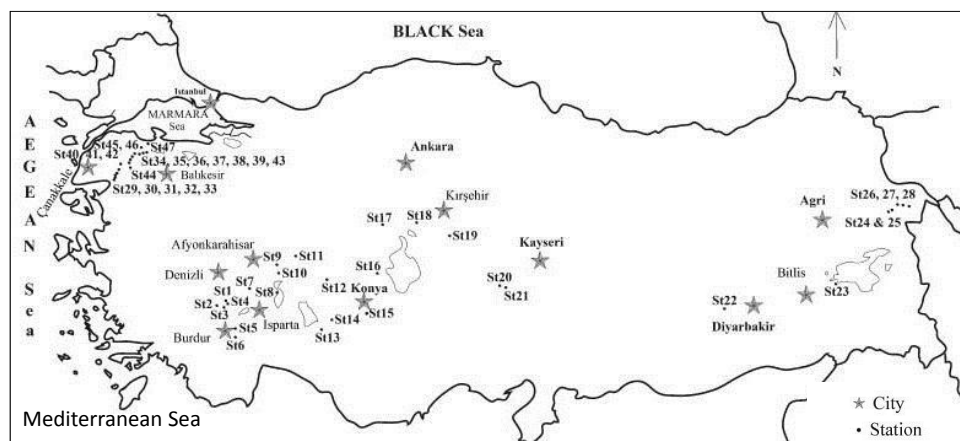 BLACK Sea
N
Istanbul
MARMARA
Sea
AEGEAN Sea
St45, 46
St47
St40, 41, 42
St34, 35, 36, 37, 38, 39, 43
St44
Balıkesir
Çanakkale
St29, 30, 31, 32, 33
Ankara
Kırşehir
St17
St18
St19
Agri
St26, 27, 28
St24 & 25
Afyonkarahisar
St9
St11
St10
Denizli
St16
Kayseri
Bitlis
St7
St1
St8
St12
Konya
St20
St21
St23
St2
St4
St3
Isparta
St15
St14
St13
St22
Diyarbakir
Burdur
St5
St6
Mediterranean Sea
City
Station